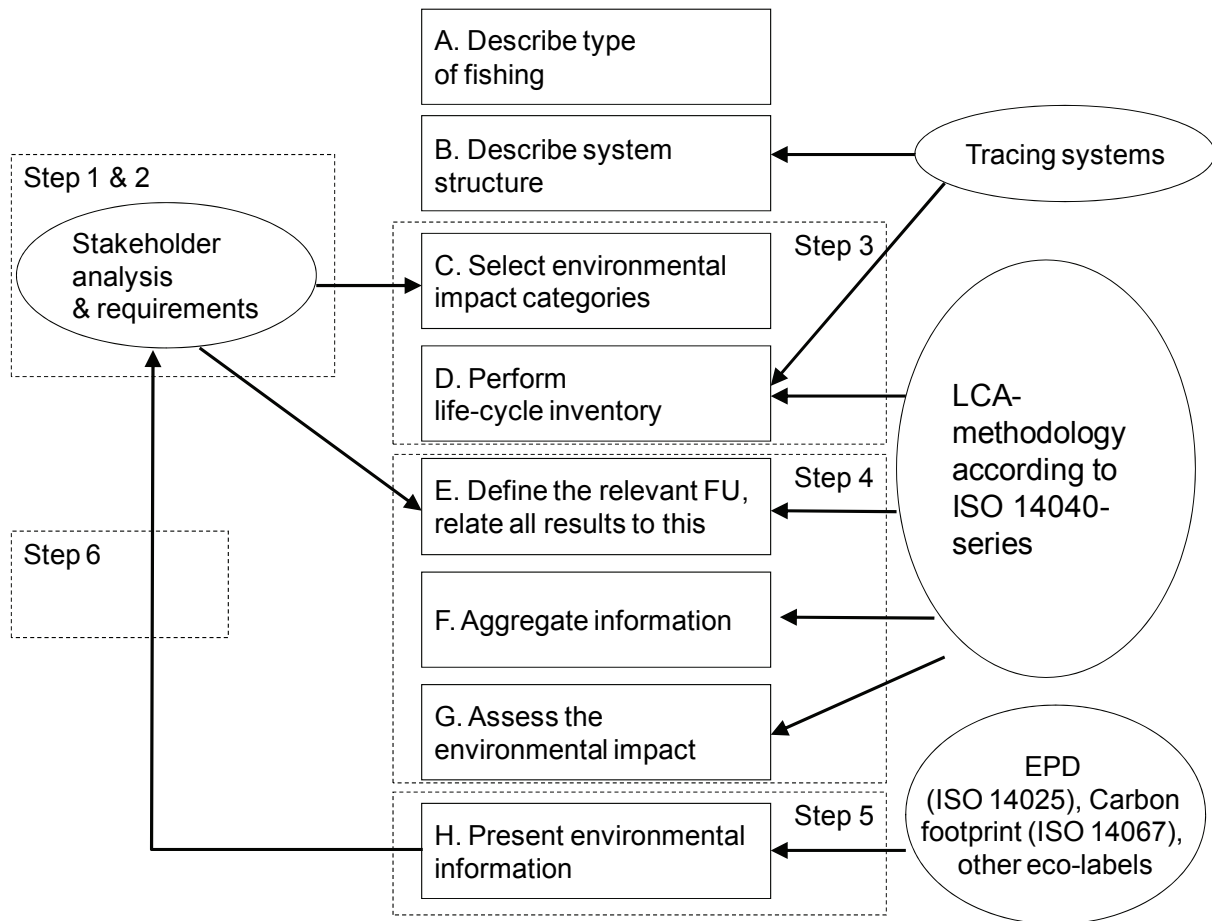 A. Describe type
of fishing
B. Describe system
structure
Tracing systems
Step 1 & 2
Stakeholder
analysis
& requirements
Step 3
C. Select environmental
impact categories
D. Perform
life-cycle inventory
LCA-
methodology
according to
ISO 14040-
series
Step 4
E. Define the relevant FU,
relate all results to this
Step 6
F. Aggregate information
G. Assess the
environmental impact
EPD
(ISO 14025), Carbon
footprint (ISO 14067),
other eco-labels
Step 5
H. Present environmental
information